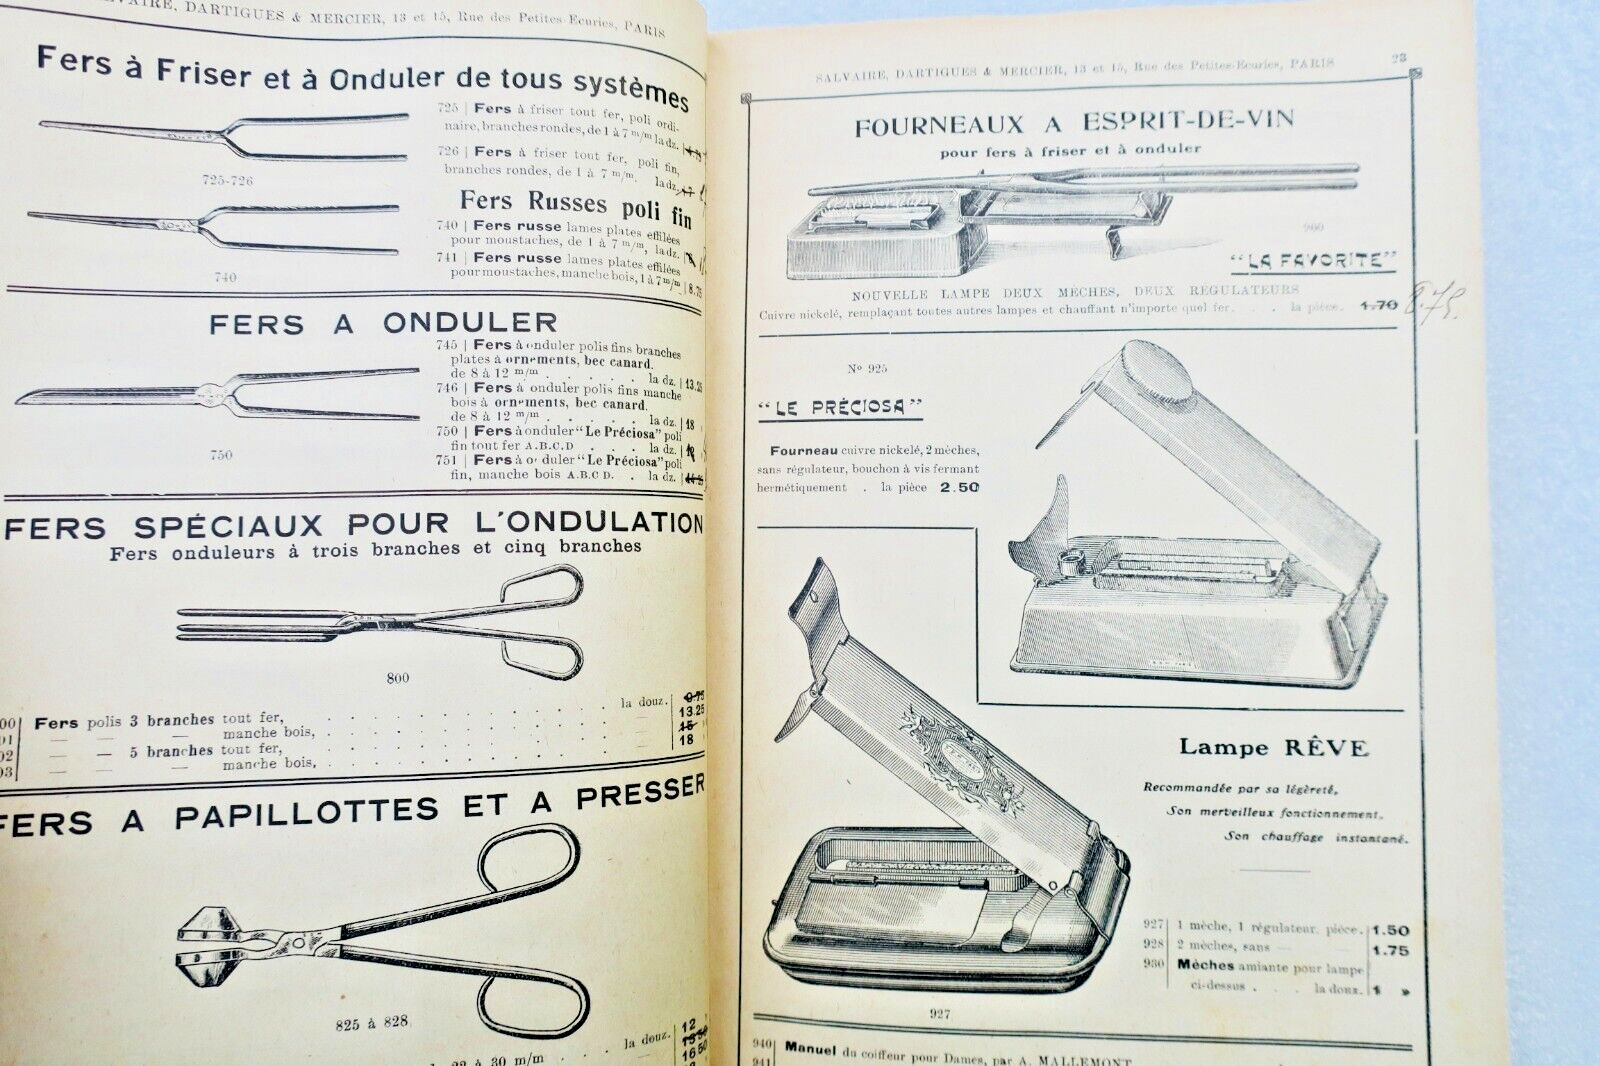 SALVAIRE, DARTIGUES & MERCIER, 13 et 15, Rue des Petites-Ecuries, PARIS
Fers à Friser et à Onduler de tous systèmes
725 | Fers à friser tout fer, poli ordi-
naire, branches rondes, de 1 à 7 m/m la dz.
726 | Fers à friser tout fer, poli fin,
branches rondes, de 1 à 7 m/m. la dz.
725-726
Fers Russes poli fin
740 | Fers russe lames plates effilées
pour moustaches, de 1 à 7 m/m, la dz.
741 | Fers russe lames plates effilées
pour moustaches, manche bois, 1 à 7 m/m | 8.75
740
FERS A ONDULER
745 | Fers à onduler polis fins branches
plates à ornements, bec canard.
de 8 à 12 m/m . . . . . la dz. | 13.25
746 | Fers à onduler polis fins manche
bois à ornements, bec canard.
de 8 à 12 m/m . . . . la dz. | 18
750 | Fers à onduler "Le Préciosa" poli
fin tout fer A.B.C.D la dz. |
751 | Fers à onduler "Le Préciosa" poli
fin, manche bois A.B.C D. . la dz. |
750
FERS SPÉCIAUX POUR L'ONDULATION
Fers onduleurs à trois branches et cinq branches
800
la douz.
00 | Fers polis 3 branches tout fer, 9.75
01 — — — manche bois, 13.25
02 — — 5 branches tout fer, 15
03 — — — manche bois, 18
FERS A PAPILLOTTES ET A PRESSER
825 à 828
la douz. 12
13.50
22 à 30 m/m 16.50
SALVAIRE, DARTIGUES & MERCIER, 13 et 15, Rue des Petites-Ecuries, PARIS 23
FOURNEAUX A ESPRIT-DE-VIN
pour fers à friser et à onduler
900
"LA FAVORITE"
NOUVELLE LAMPE DEUX MÈCHES, DEUX RÉGULATEURS
Cuivre nickelé, remplaçant toutes autres lampes et chauffant n'importe quel fer. . . la pièce. 1.70
No 925
"LE PRÉCIOSA"
Fourneau cuivre nickelé, 2 mèches,
sans régulateur, bouchon à vis fermant
hermétiquement . la pièce 2.50
Lampe RÊVE
Recommandée par sa légèreté,
Son merveilleux fonctionnement,
Son chauffage instantané.
927 | 1 mèche, 1 régulateur. pièce. | 1.50
928 2 mèches, sans — — 1.75
930 Mèches amiante pour lampe
ci-dessus . . . la douz. | 1 »
927
940 | Manuel du coiffeur pour Dames, par A. MALLEMONT
941